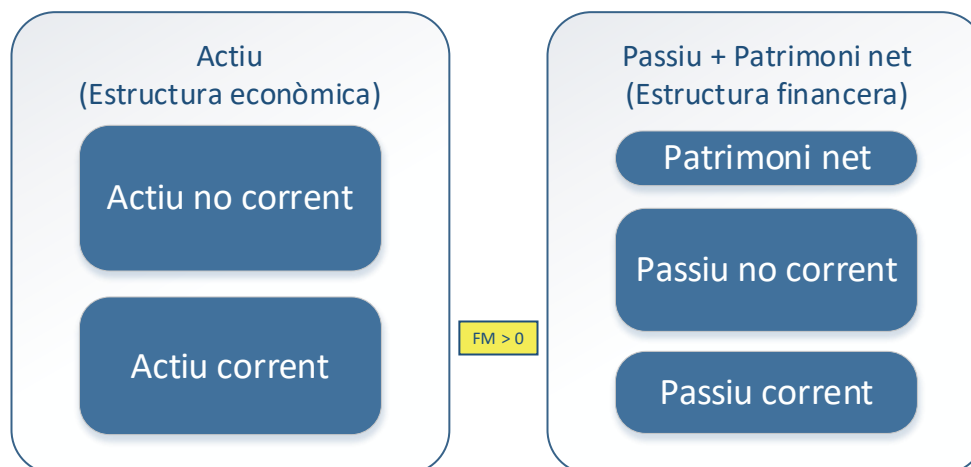 Actiu
(Estructura econòmica)
Actiu no corrent
Actiu corrent
FM > 0
Passiu + Patrimoni net
(Estructura financera)
Patrimoni net
Passiu no corrent
Passiu corrent